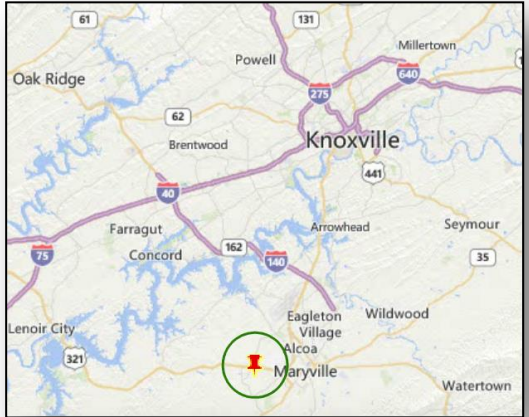 61
131
Millertown
Powell
640
Oak Ridge
275
62
Knoxville
Brentwood
441
40
Farragut
Arrowhead
Seymour
162
Concord
75
140
35
Eagleton
Village
Wildwood
Lenoir City
Alcoa
321
Maryville
Watertown